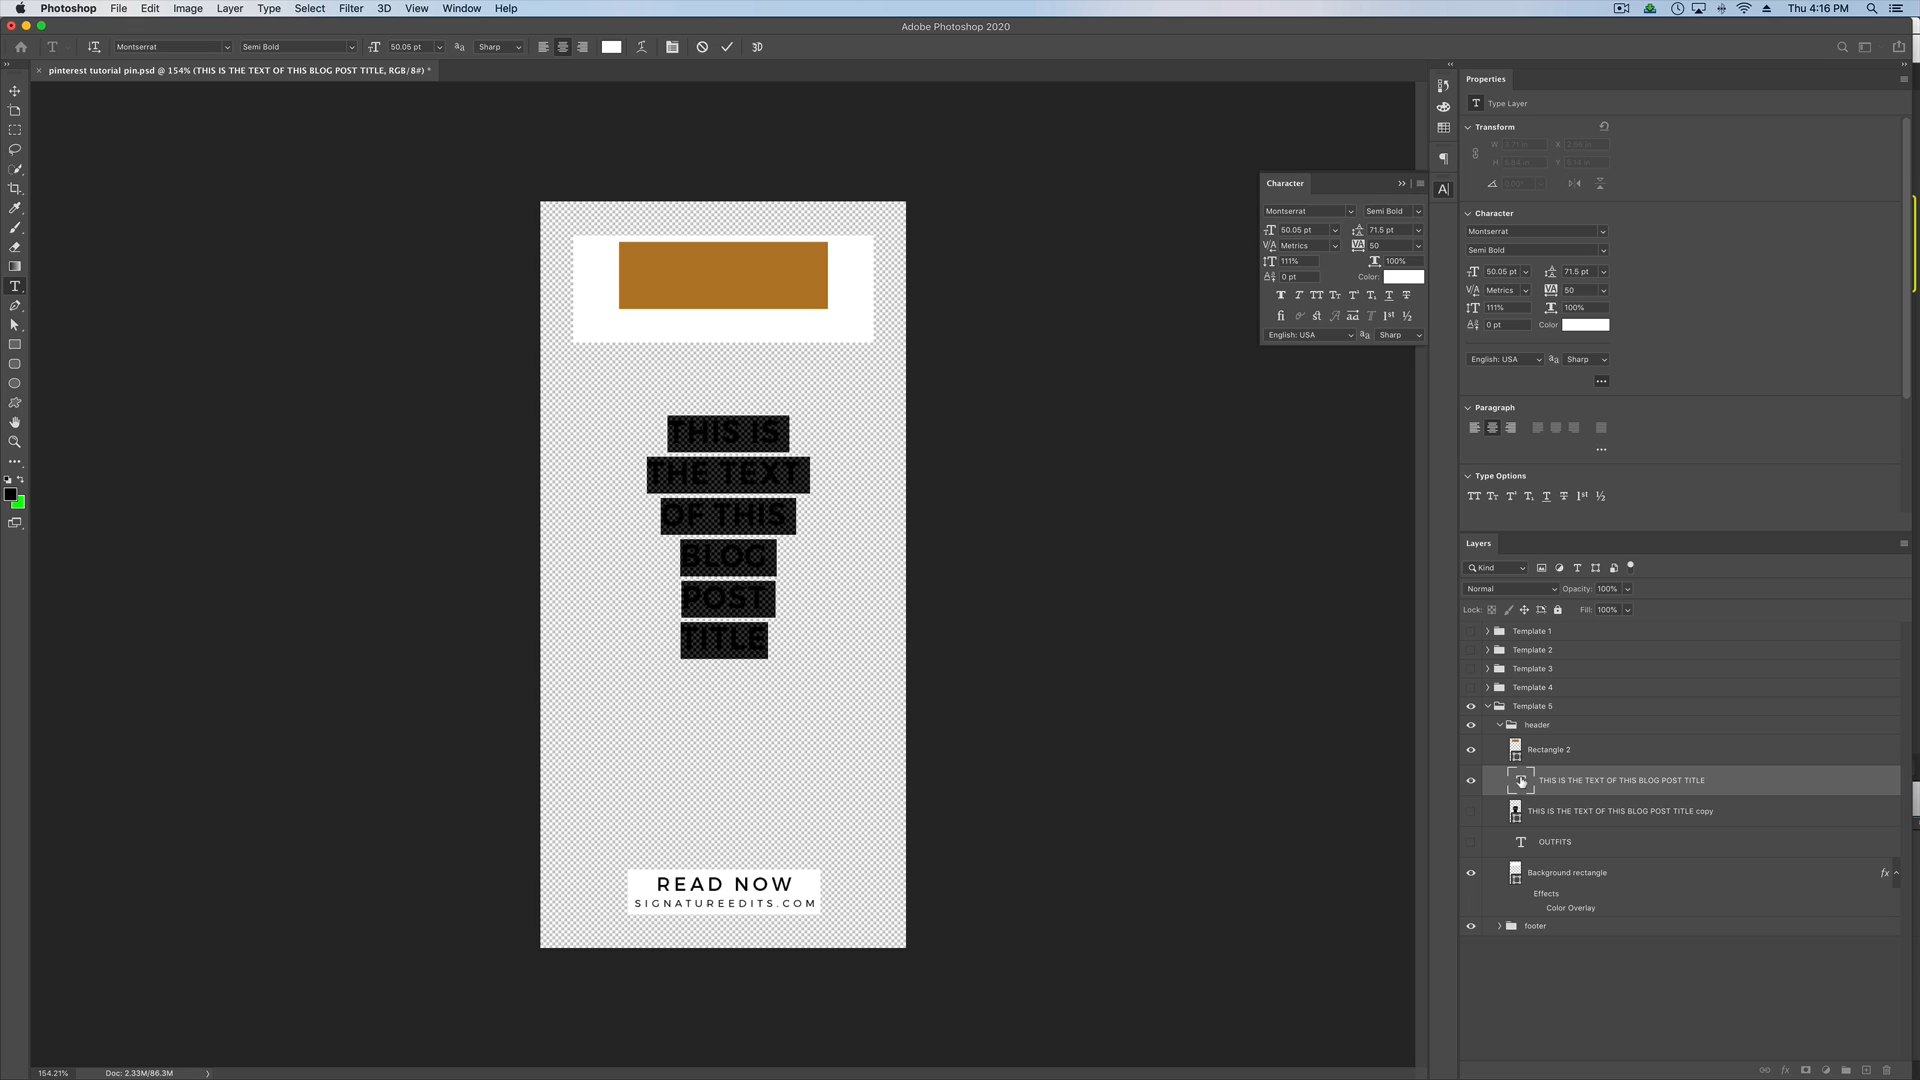 Photoshop File Edit Image Layer Type Select Filter 3D View Window Help
Thu 4:16 PM
Adobe Photoshop 2020
Montserrat Semi Bold 50.05 pt Sharp 3D
pinterest tutorial pin.psd @ 154% (THIS IS THE TEXT OF THIS BLOG POST TITLE, RGB/8#) *
THIS IS
THE TEXT
OF THIS
BLOG
POST
TITLE
READ NOW
SIGNATUREEDITS.COM
Character
Montserrat Semi Bold
50.05 pt 71.5 pt
Metrics 50
111% 100%
0 pt Color:
English: USA Sharp
Properties
Type Layer
Transform
Character
Montserrat
Semi Bold
50.05 pt 71.5 pt
Metrics 50
111% 100%
0 pt Color
English: USA Sharp
Paragraph
Type Options
Layers
Kind
Normal Opacity: 100%
Lock: Fill: 100%
Template 1
Template 2
Template 3
Template 4
Template 5
header
Rectangle 2
THIS IS THE TEXT OF THIS BLOG POST TITLE
THIS IS THE TEXT OF THIS BLOG POST TITLE copy
OUTFITS
Background rectangle fx
Effects
Color Overlay
footer
154.21% Doc: 2.33M/86.3M